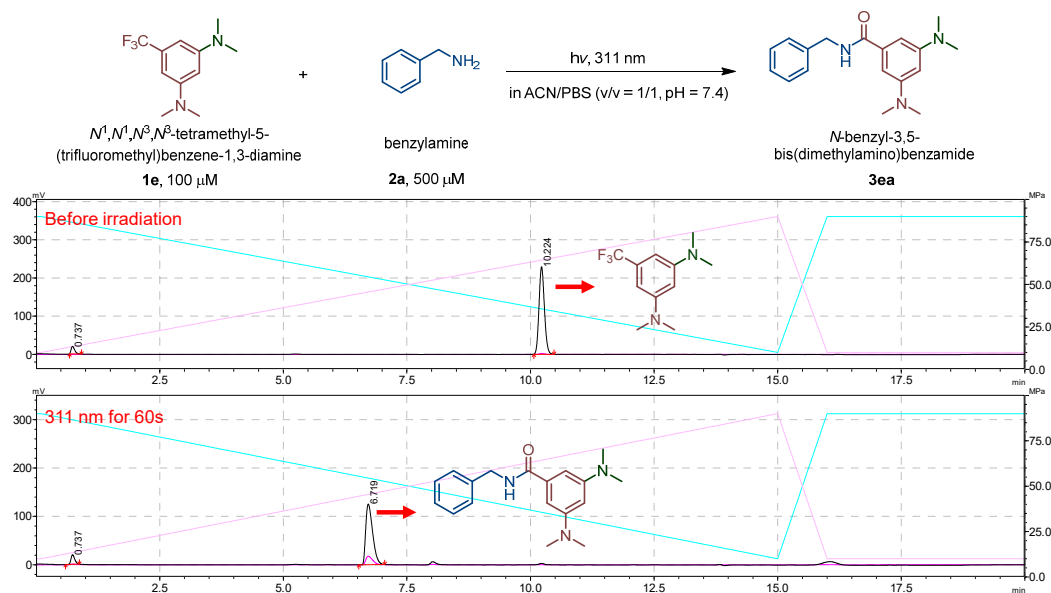 F3C
N
N
+
NH2
hν, 311 nm
in ACN/PBS (v/v = 1/1, pH = 7.4)
O
N
H
N
N
N1,N1,N3,N3-tetramethyl-5-
(trifluoromethyl)benzene-1,3-diamine
1e, 100 μM
benzylamine
2a, 500 μM
N-benzyl-3,5-
bis(dimethylamino)benzamide
3ea
mV
MPa
Before irradiation
400
300
200
100
0
75.0
50.0
25.0
0.0
0.737
10.224
F3C
N
N
2.5
5.0
7.5
10.0
12.5
15.0
17.5
min
mV
MPa
311 nm for 60s
300
200
100
0
75.0
50.0
25.0
0.0
0.737
6.719
O
N
H
N
N
2.5
5.0
7.5
10.0
12.5
15.0
17.5
min